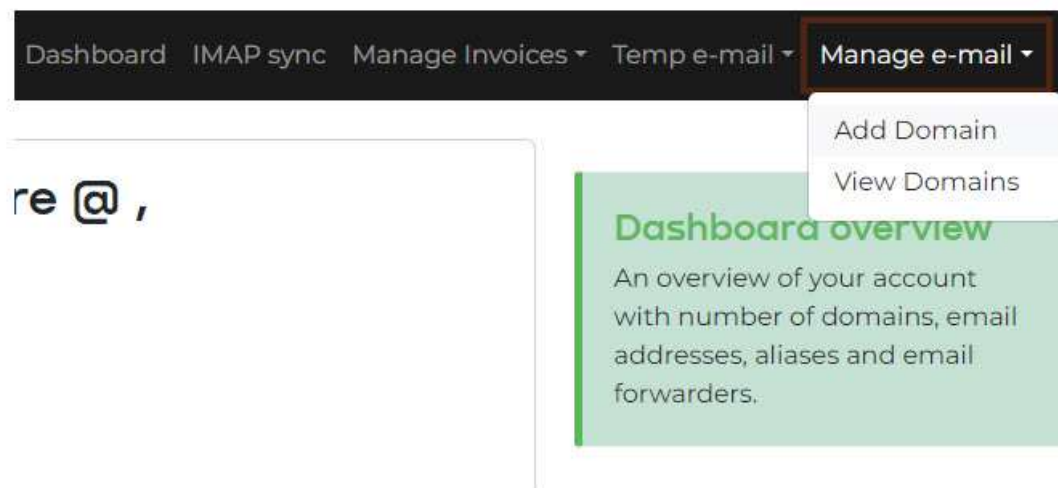 Dashboard IMAP sync Manage Invoices Temp e-mail Manage e-mail
Add Domain
View Domains
re @ ,
Dashboard overview
An overview of your account
with number of domains, email
addresses, aliases and email
forwarders.